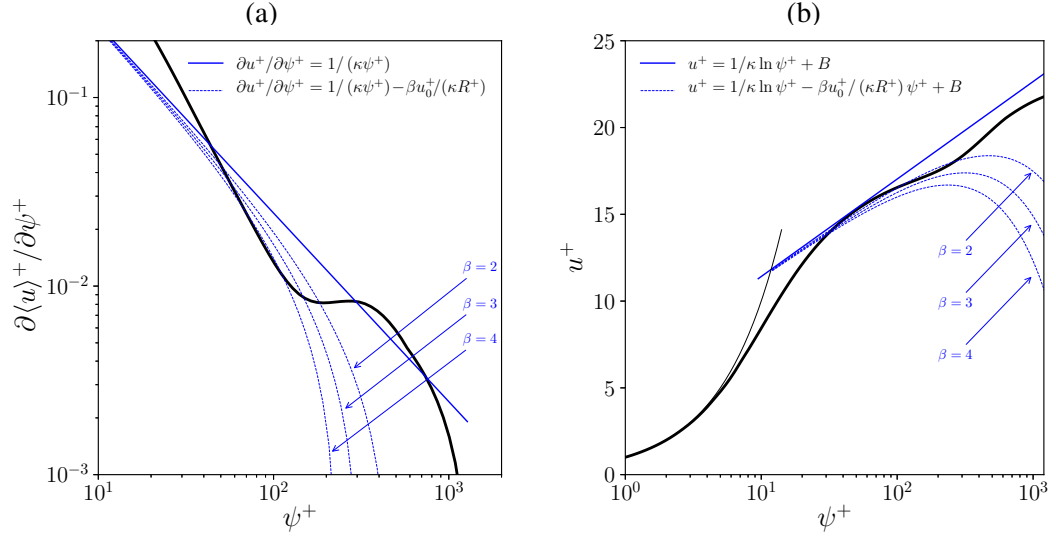 (a)
(b)
∂u⁺/∂ψ⁺ = 1/(κψ⁺)
∂u⁺/∂ψ⁺ = 1/(κψ⁺) − βu₀⁺/(κR⁺)
10⁻¹
10⁻²
10⁻³
∂⟨u⟩⁺/∂ψ⁺
β = 2
β = 3
β = 4
10¹
10²
10³
ψ⁺
u⁺ = 1/κ ln ψ⁺ + B
u⁺ = 1/κ ln ψ⁺ − βu₀⁺/(κR⁺) ψ⁺ + B
25
20
15
10
5
0
u⁺
β = 2
β = 3
β = 4
10⁰
10¹
10²
10³
ψ⁺